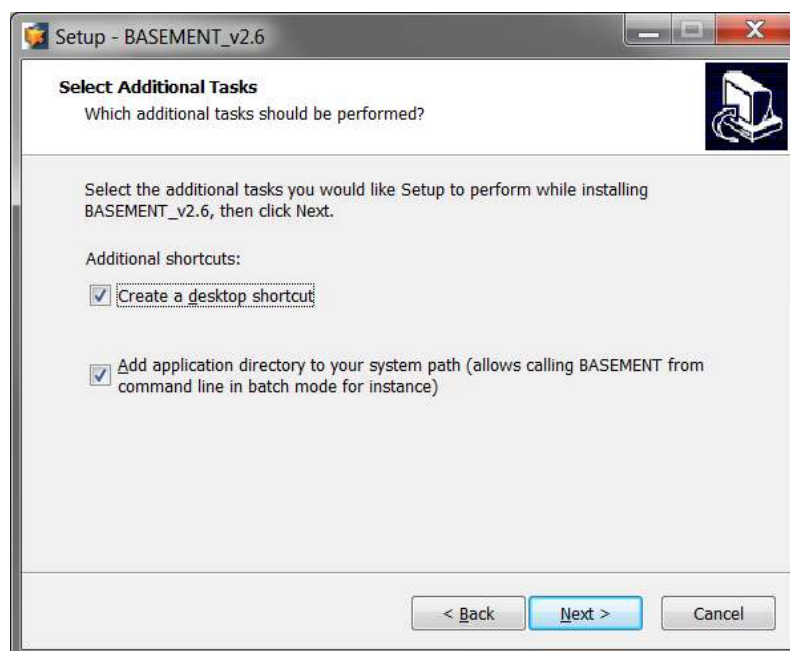 Setup - BASEMENT_v2.6
Select Additional Tasks
Which additional tasks should be performed?
Select the additional tasks you would like Setup to perform while installing
BASEMENT_v2.6, then click Next.
Additional shortcuts:
Create a desktop shortcut
Add application directory to your system path (allows calling BASEMENT from
command line in batch mode for instance)
< Back Next > Cancel